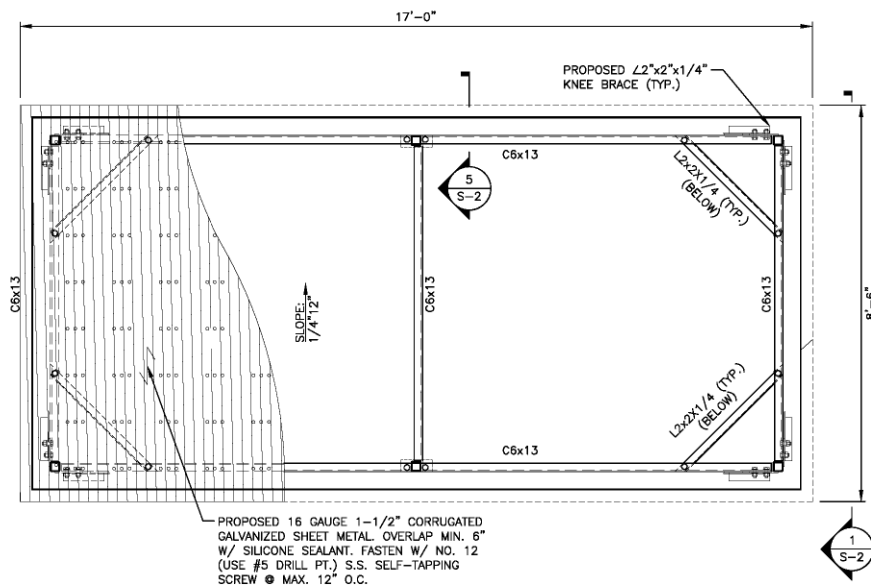 17'-0"
PROPOSED ∠2"x2"x1/4"
KNEE BRACE (TYP.)
C6x13
L2x2X1/4 (TYP.)
(BELOW)
5
S-2
C6x13
C6x13
C6x13
8'-6"
SLOPE:
1/4"12"
L2x2X1/4 (TYP.)
(BELOW)
C6x13
PROPOSED 16 GAUGE 1-1/2" CORRUGATED
GALVANIZED SHEET METAL. OVERLAP MIN. 6"
W/ SILICONE SEALANT. FASTEN W/ NO. 12
(USE #5 DRILL PT.) S.S. SELF-TAPPING
SCREW @ MAX. 12" O.C.
1
S-2